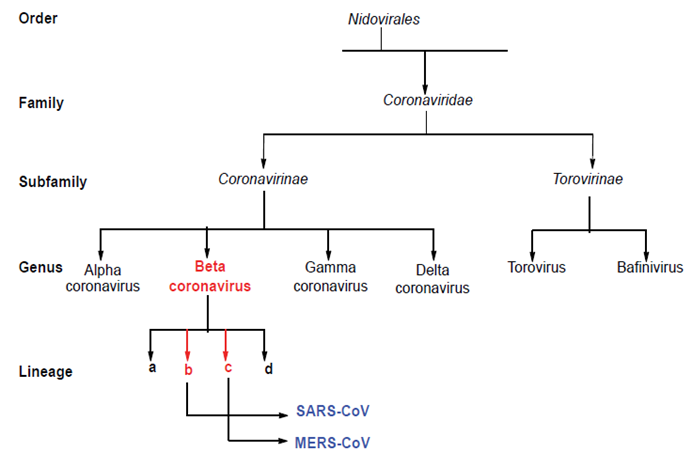 Order
Nidovirales
Family
Coronaviridae
Subfamily
Coronavirinae
Torovirinae
Genus
Alpha
coronavirus
Beta
coronavirus
Gamma
coronavirus
Delta
coronavirus
Torovirus
Bafinivirus
Lineage
a
b
c
d
SARS-CoV
MERS-CoV